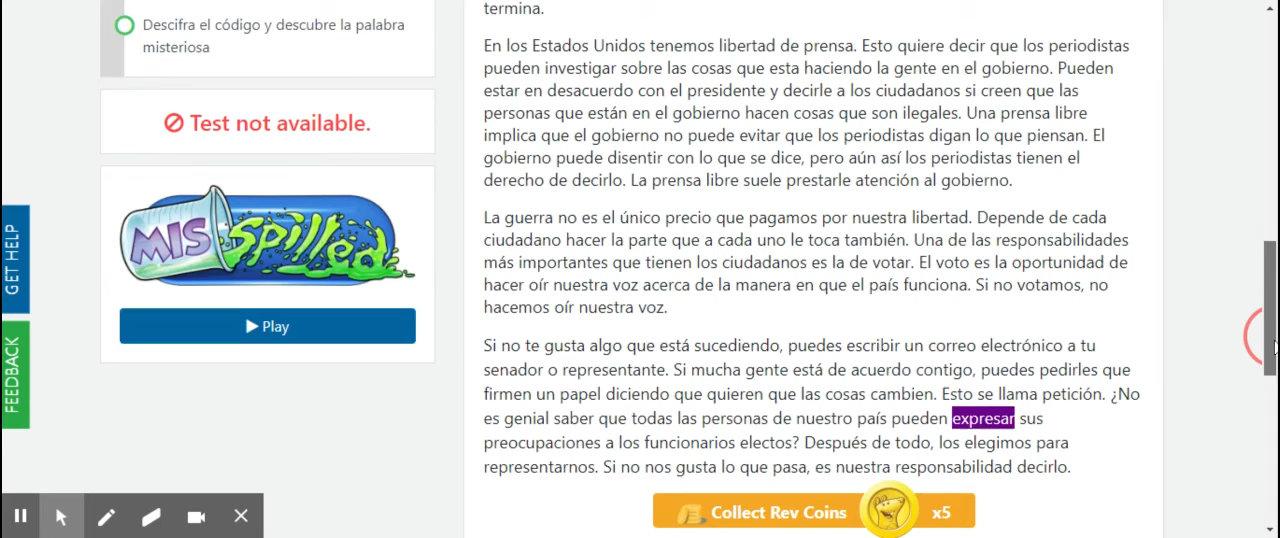 Descifra el código y descubre la palabra
misteriosa
Test not available.
MISspilled
Play
GET HELP
FEEDBACK
termina.
En los Estados Unidos tenemos libertad de prensa. Esto quiere decir que los periodistas
pueden investigar sobre las cosas que esta haciendo la gente en el gobierno. Pueden
estar en desacuerdo con el presidente y decirle a los ciudadanos si creen que las
personas que están en el gobierno hacen cosas que son ilegales. Una prensa libre
implica que el gobierno no puede evitar que los periodistas digan lo que piensan. El
gobierno puede disentir con lo que se dice, pero aún así los periodistas tienen el
derecho de decirlo. La prensa libre suele prestarle atención al gobierno.
La guerra no es el único precio que pagamos por nuestra libertad. Depende de cada
ciudadano hacer la parte que a cada uno le toca también. Una de las responsabilidades
más importantes que tienen los ciudadanos es la de votar. El voto es la oportunidad de
hacer oír nuestra voz acerca de la manera en que el país funciona. Si no votamos, no
hacemos oír nuestra voz.
Si no te gusta algo que está sucediendo, puedes escribir un correo electrónico a tu
senador o representante. Si mucha gente está de acuerdo contigo, puedes pedirles que
firmen un papel diciendo que quieren que las cosas cambien. Esto se llama petición. ¿No
es genial saber que todas las personas de nuestro país pueden expresar sus
preocupaciones a los funcionarios electos? Después de todo, los elegimos para
representarnos. Si no nos gusta lo que pasa, es nuestra responsabilidad decirlo.
Collect Rev Coins x5